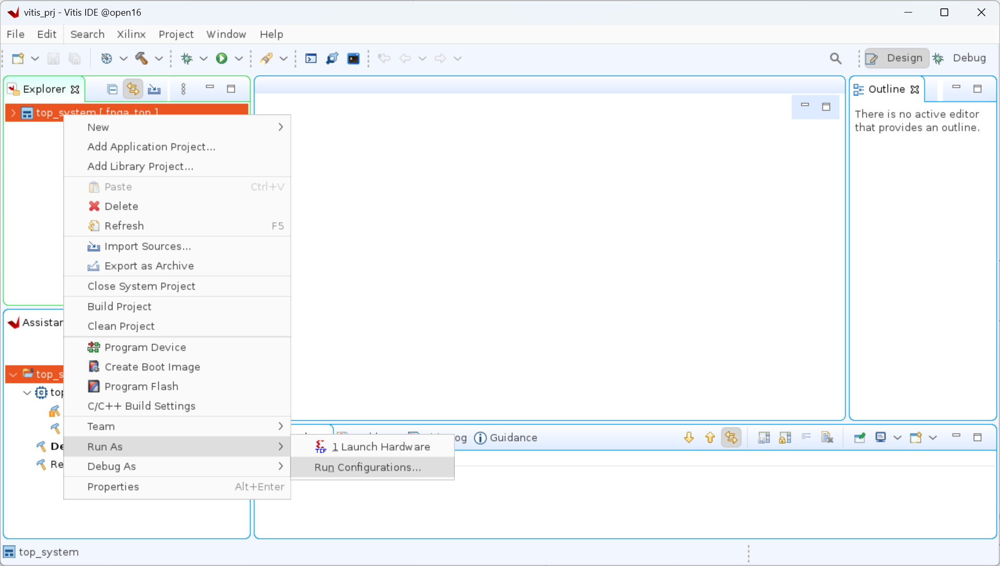 vitis_prj - Vitis IDE @open16
File Edit Search Xilinx Project Window Help
Design Debug
Explorer
top_system [ fpga_top ]
Outline
There is no active editor
that provides an outline.
New
Add Application Project...
Add Library Project...
Paste Ctrl+V
Delete
Refresh F5
Import Sources...
Export as Archive
Close System Project
Build Project
Clean Project
Program Device
Create Boot Image
Program Flash
C/C++ Build Settings
Team
Run As
Debug As
Properties Alt+Enter
1 Launch Hardware
Run Configurations...
Assistan
top_s
top
De
Re
og
Guidance
top_system